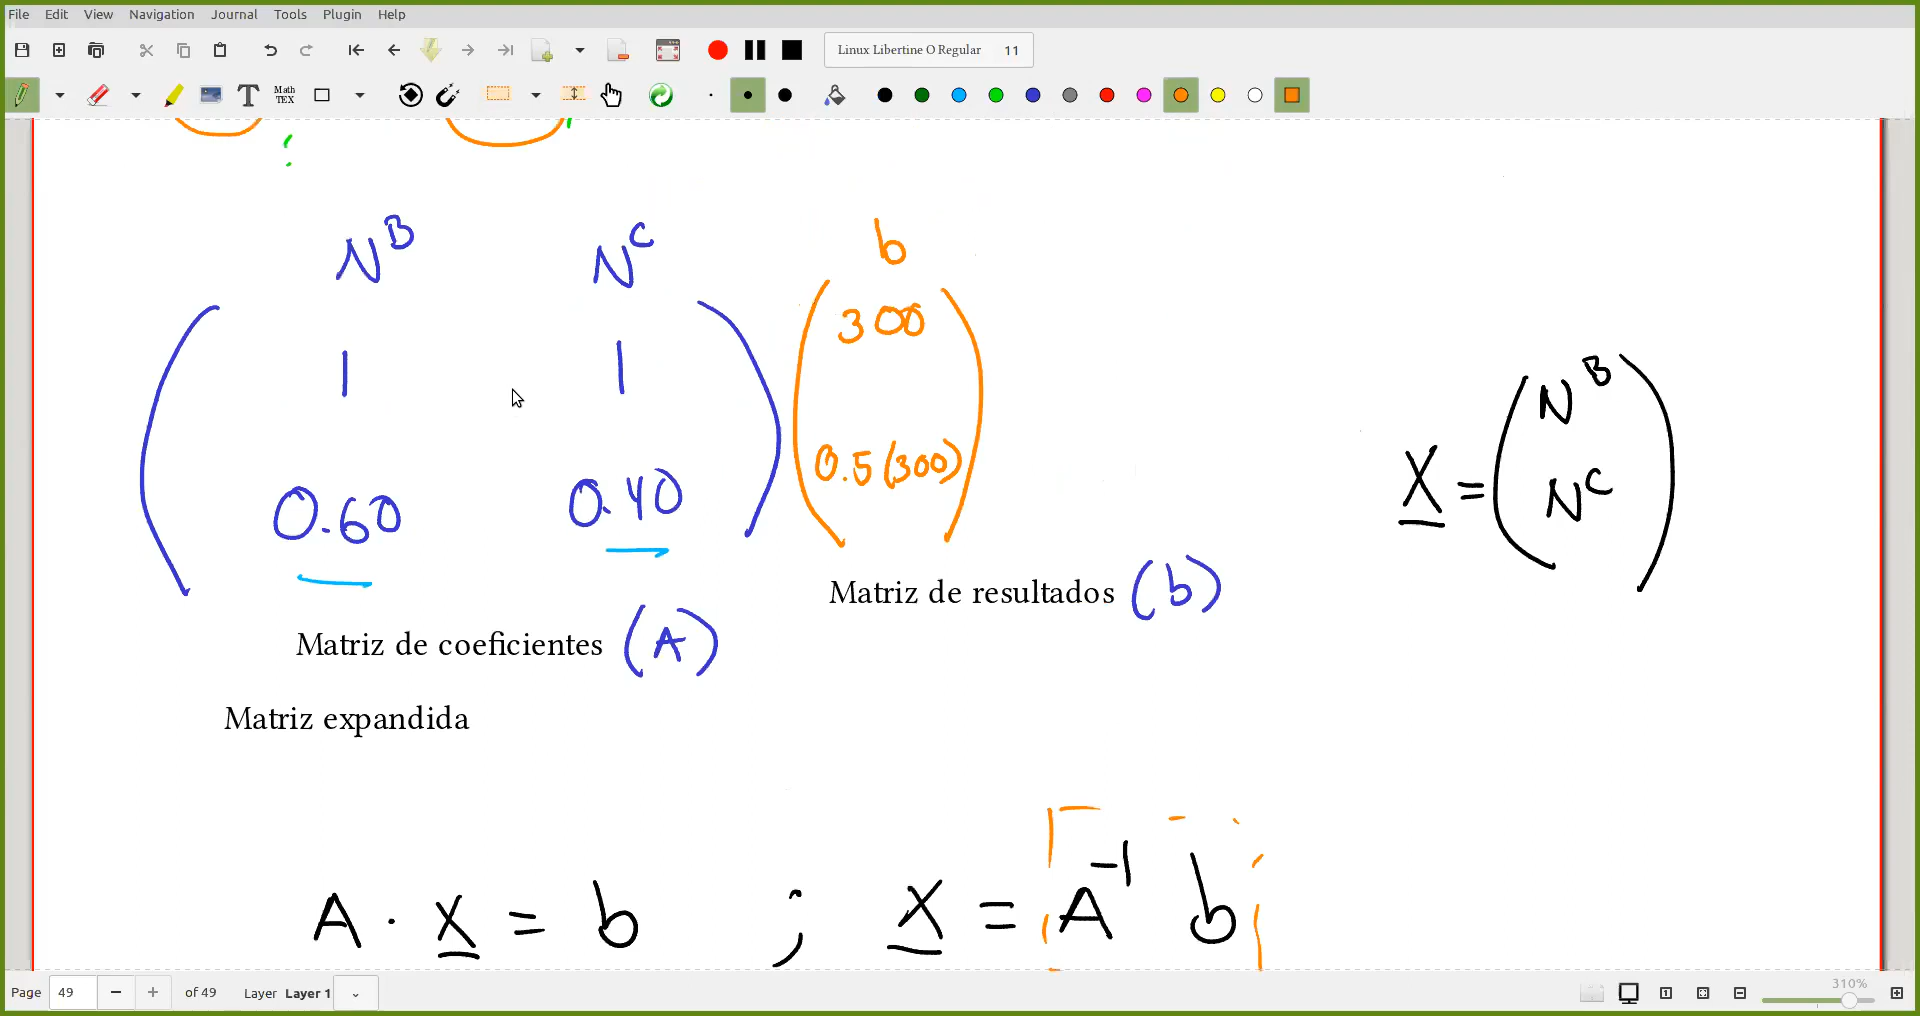 File Edit View Navigation Journal Tools Plugin Help
Linux Libertine O Regular 11
T Math TEX
N^B N^C b
( 1 1 ) ( 300 )
0.60 0.40 0.5(300)
X = ( N^B
N^C )
Matriz de resultados (b)
Matriz de coeficientes (A)
Matriz expandida
A · X = b ; X = A^-1 b
Page 49 of 49 Layer Layer 1 310%